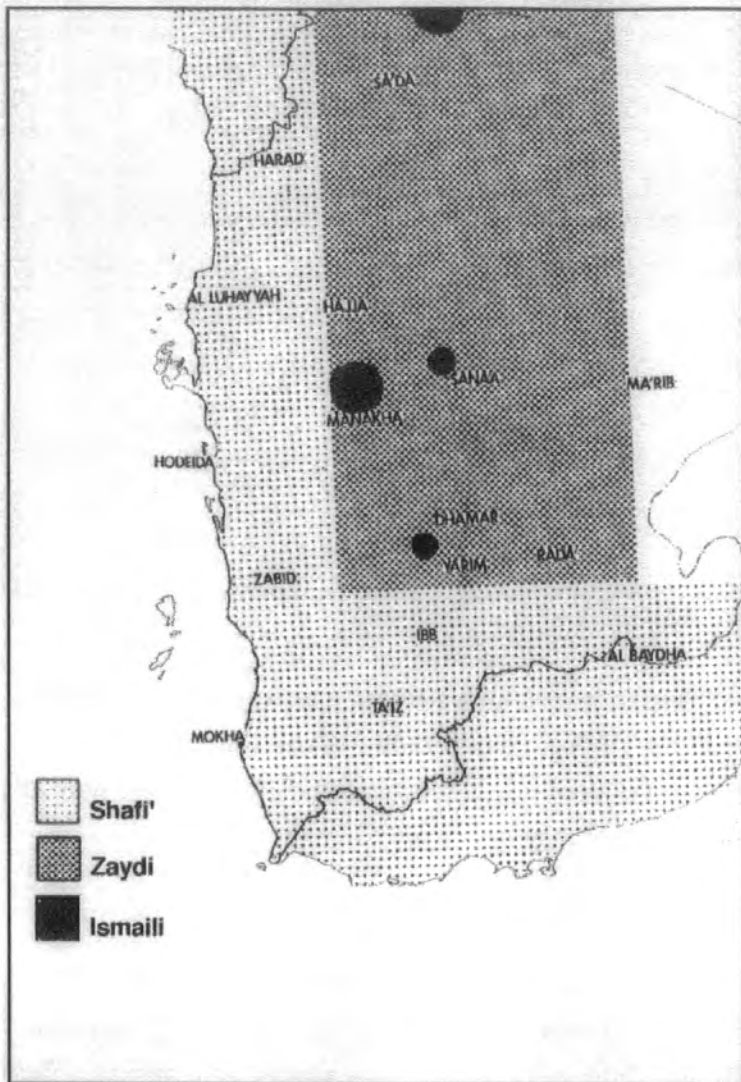 SA'DA
HARAD
AL LUHAYYAH
HAJJA
SANAA
MA'RIB
MANAKHA
HODEIDA
DHAMAR
RADA
YARIM
ZABID
IBB
AL BAYDHA
TA'IZ
MOKHA
Shafi'
Zaydi
Ismaili